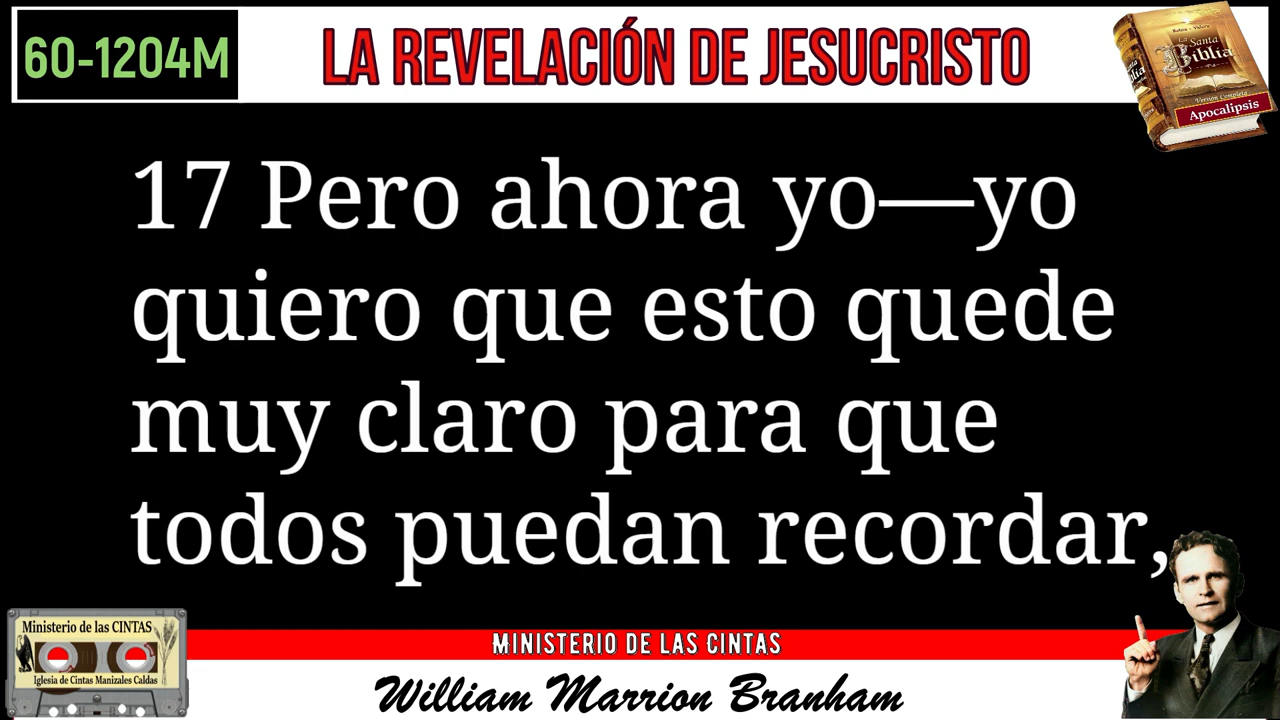 60-1204M
LA REVELACIÓN DE JESUCRISTO
La Santa
Biblia
Versión Completa
Apocalipsis
17 Pero ahora yo—yo
quiero que esto quede
muy claro para que
todos puedan recordar,
Ministerio de las CINTAS
Iglesia de Cintas Manizales Caldas
MINISTERIO DE LAS CINTAS
William Marrion Branham